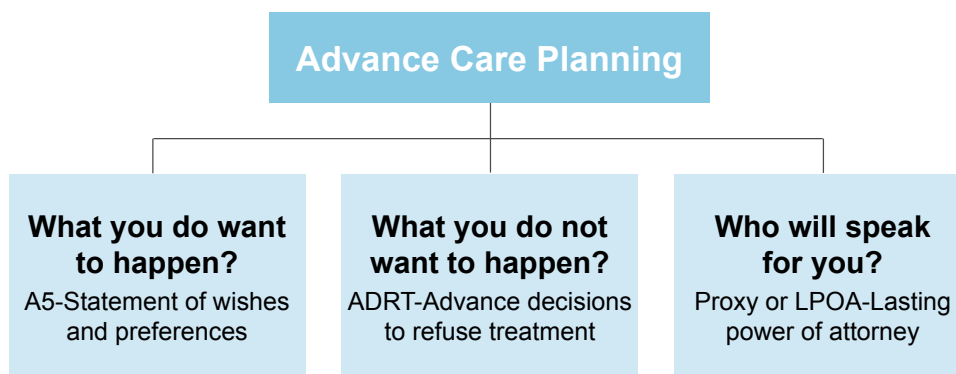 Advance Care Planning
What you do want
to happen?
A5-Statement of wishes
and preferences
What you do not
want to happen?
ADRT-Advance decisions
to refuse treatment
Who will speak
for you?
Proxy or LPOA-Lasting
power of attorney